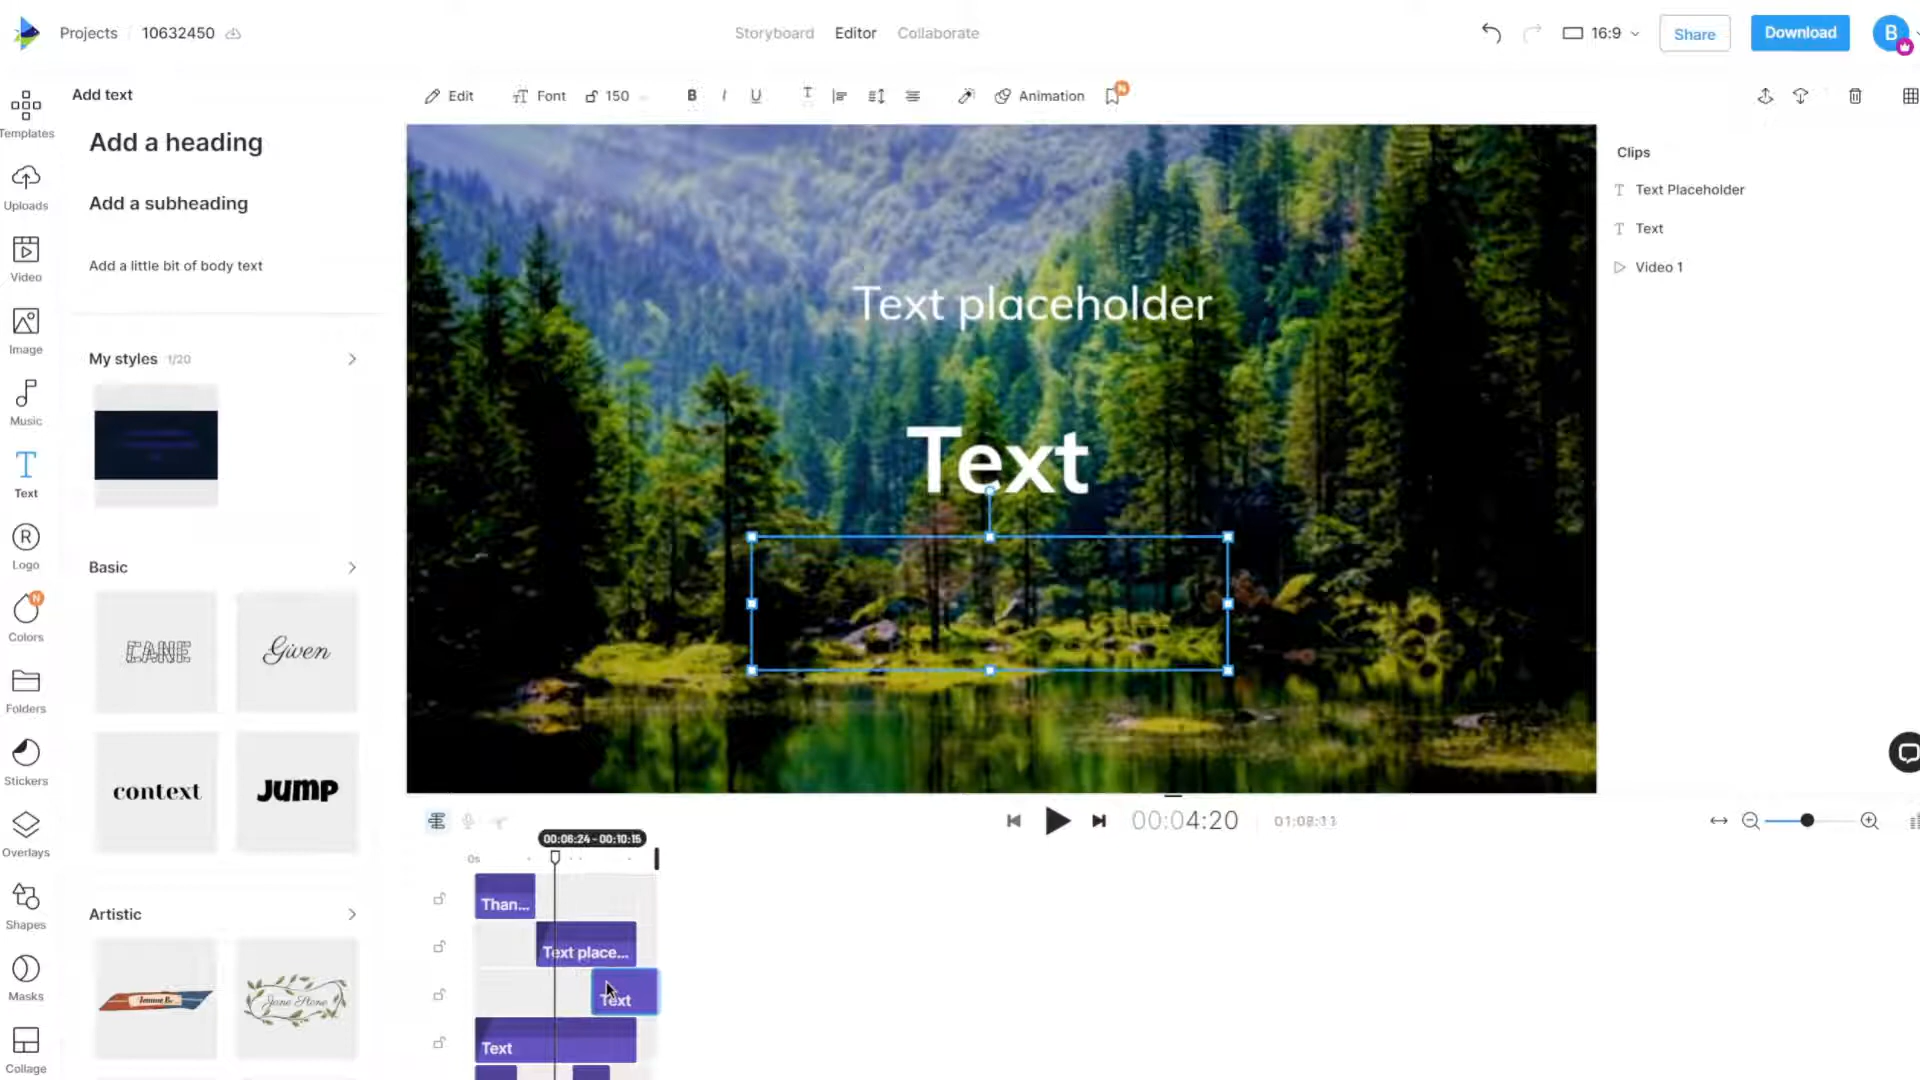 Projects / 10632450
Storyboard Editor Collaborate
16:9
Share
Download
B
Add text
Edit Font 150 B I U T Animation N
Templates
Uploads
Video
Image
Music
Text
Logo
Colors
Folders
Stickers
Overlays
Shapes
Masks
Collage
Add a heading
Add a subheading
Add a little bit of body text
My styles 1/20
Basic
CANE
Given
context
Jump
Artistic
Jane Stone
Text placeholder
Text
Clips
Text Placeholder
Text
Video 1
00:04:20 01:08:11
00:06:24 - 00:10:15
0s
Than...
Text place...
Text
Text